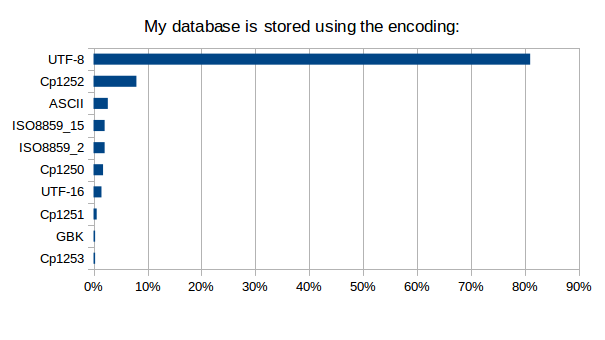 My database is stored using the encoding:
UTF-8
Cp1252
ASCII
ISO8859_15
ISO8859_2
Cp1250
UTF-16
Cp1251
GBK
Cp1253
0% 10% 20% 30% 40% 50% 60% 70% 80% 90%